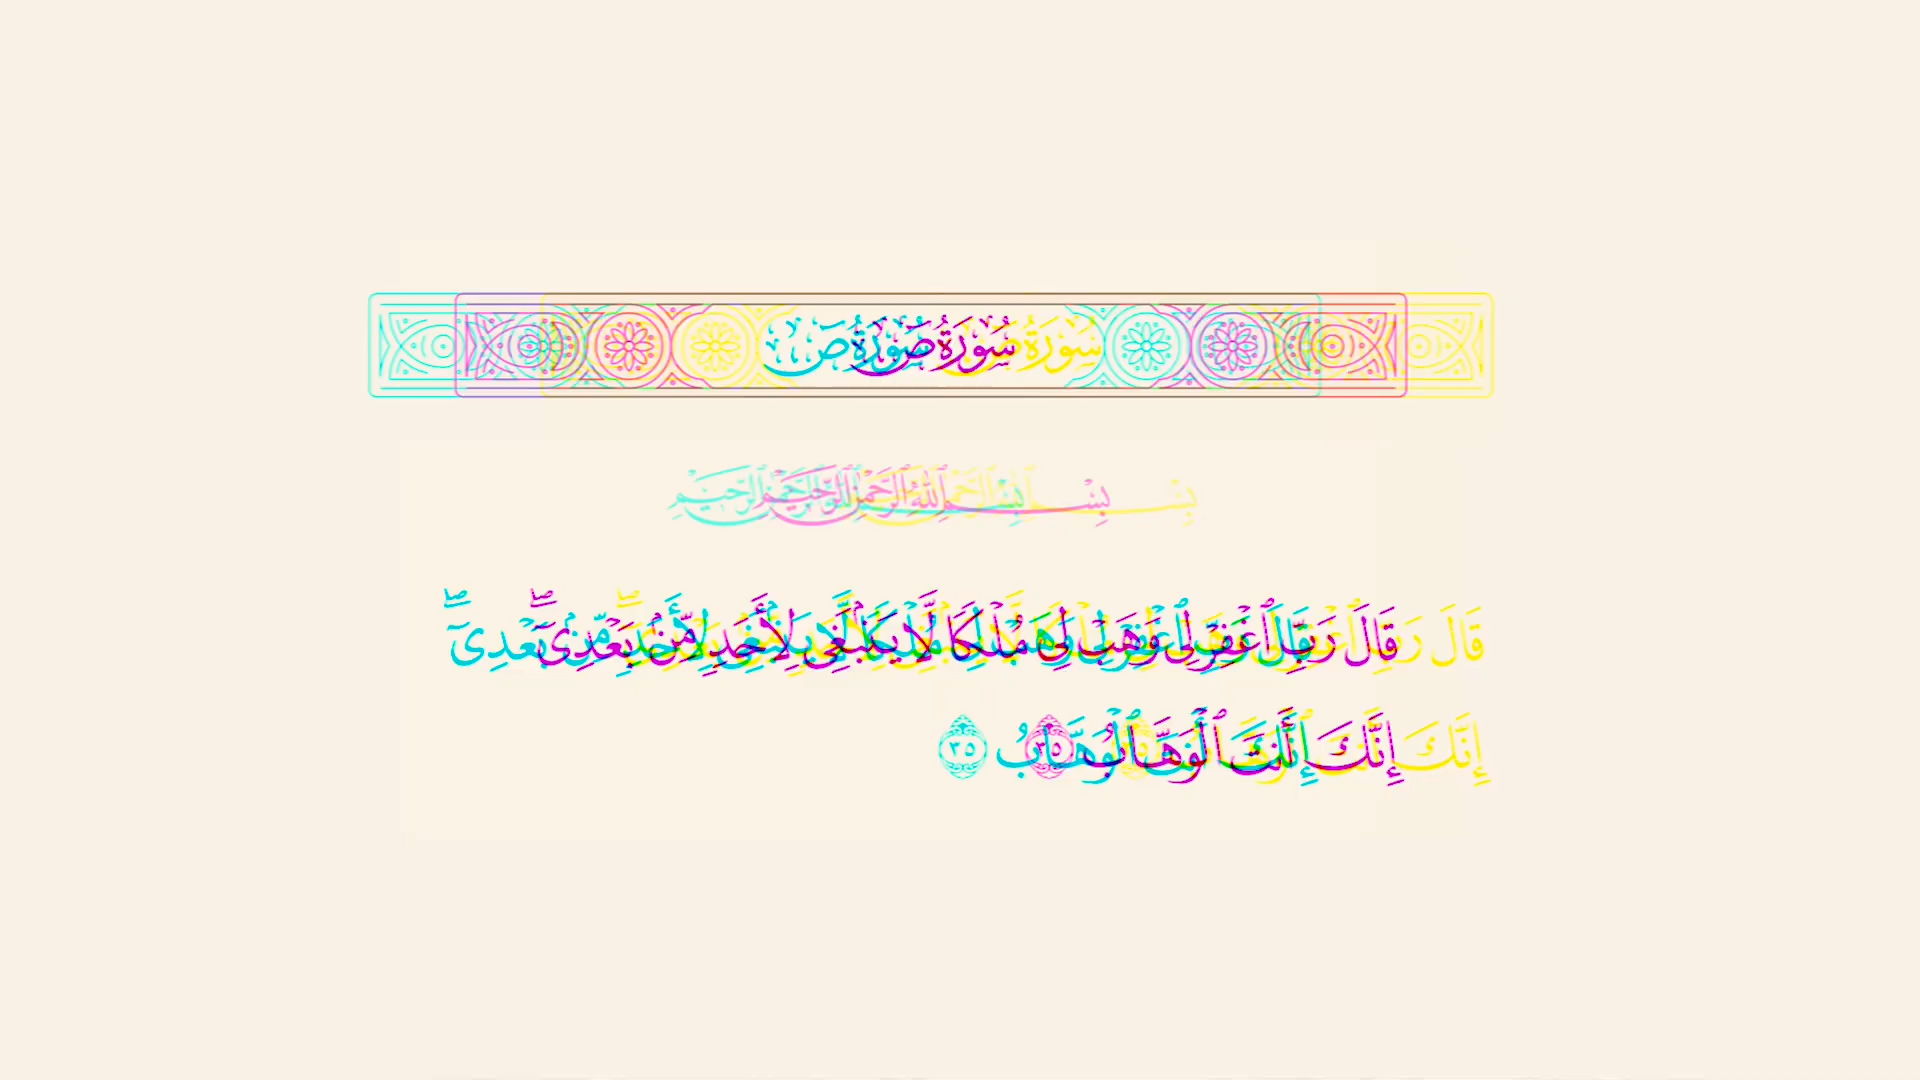 سُورَةُ صٓ
بِسْمِ ٱللَّهِ ٱلرَّحْمَٰنِ ٱلرَّحِيمِ
قَالَ رَبِّ ٱغْفِرْ لِى وَهَبْ لِى مُلْكًا لَّا يَنۢبَغِى لِأَحَدٍ مِّنۢ بَعْدِىٓ ۖ
إِنَّكَ أَنتَ ٱلْوَهَّابُ ٣٥